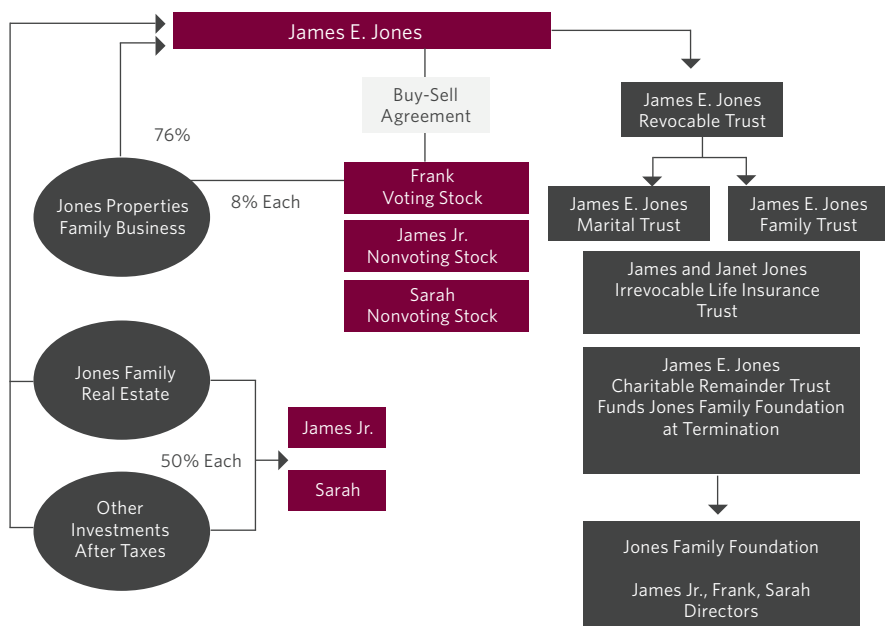 James E. Jones
Buy-Sell
Agreement
76%
8% Each
Jones Properties
Family Business
Frank
Voting Stock
James Jr.
Nonvoting Stock
Sarah
Nonvoting Stock
James E. Jones
Revocable Trust
James E. Jones
Marital Trust
James E. Jones
Family Trust
James and Janet Jones
Irrevocable Life Insurance
Trust
James E. Jones
Charitable Remainder Trust
Funds Jones Family Foundation
at Termination
Jones Family
Real Estate
50% Each
James Jr.
Sarah
Other
Investments
After Taxes
Jones Family Foundation
James Jr., Frank, Sarah
Directors